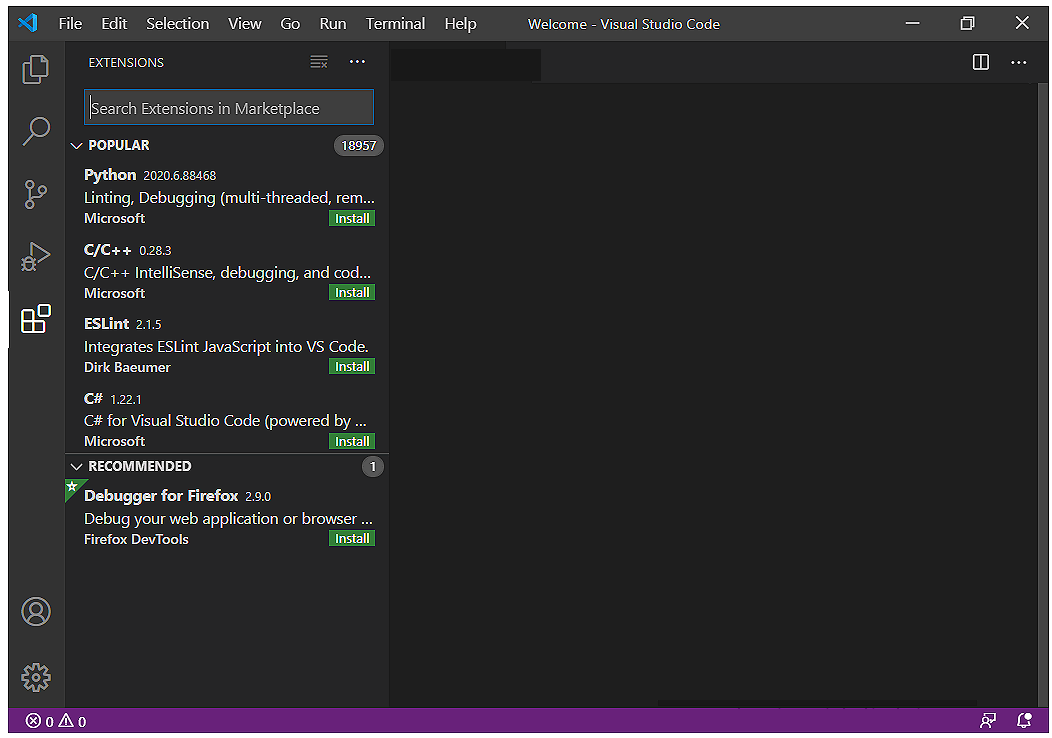 File Edit Selection View Go Run Terminal Help Welcome - Visual Studio Code
EXTENSIONS
Search Extensions in Marketplace
POPULAR 18957
Python 2020.6.88468
Linting, Debugging (multi-threaded, rem...
Microsoft Install
C/C++ 0.28.3
C/C++ IntelliSense, debugging, and cod...
Microsoft Install
ESLint 2.1.5
Integrates ESLint JavaScript into VS Code.
Dirk Baeumer Install
C# 1.22.1
C# for Visual Studio Code (powered by ...
Microsoft Install
RECOMMENDED 1
Debugger for Firefox 2.9.0
Debug your web application or browser ...
Firefox DevTools Install
0 0